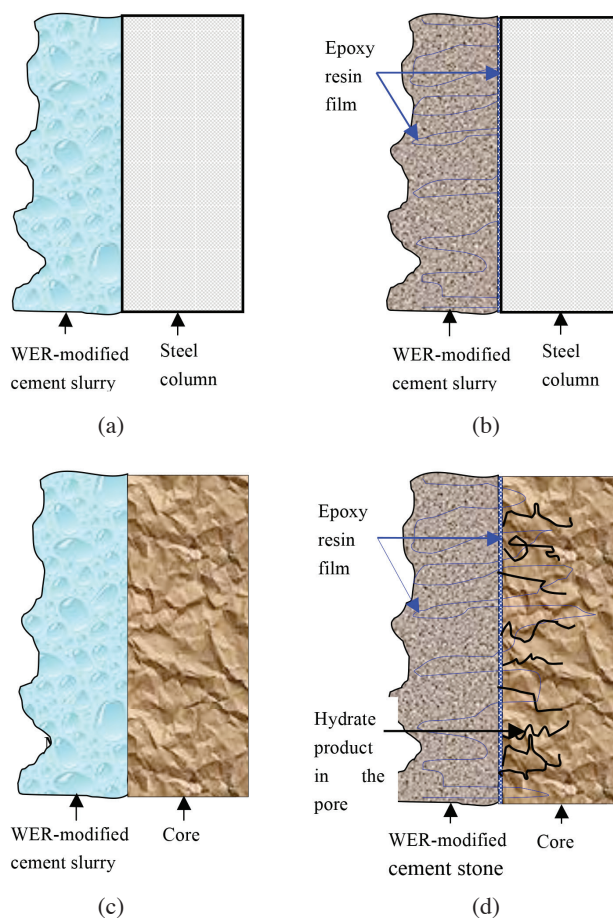 Epoxy
resin
film
WER-modified
cement slurry
Steel
column
WER-modified
cement slurry
Steel
column
(a)
(b)
Epoxy
resin
film
Hydrate
product
in the
pore
WER-modified
cement slurry
Core
WER-modified
cement stone
Core
(c)
(d)